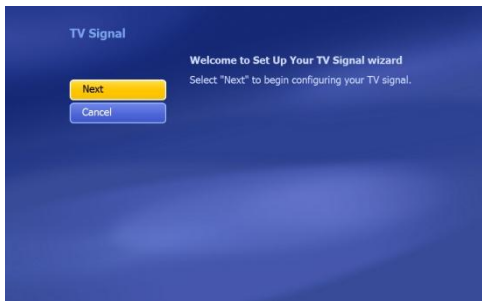 TV Signal
Welcome to Set Up Your TV Signal wizard
Select "Next" to begin configuring your TV signal.
Next
Cancel